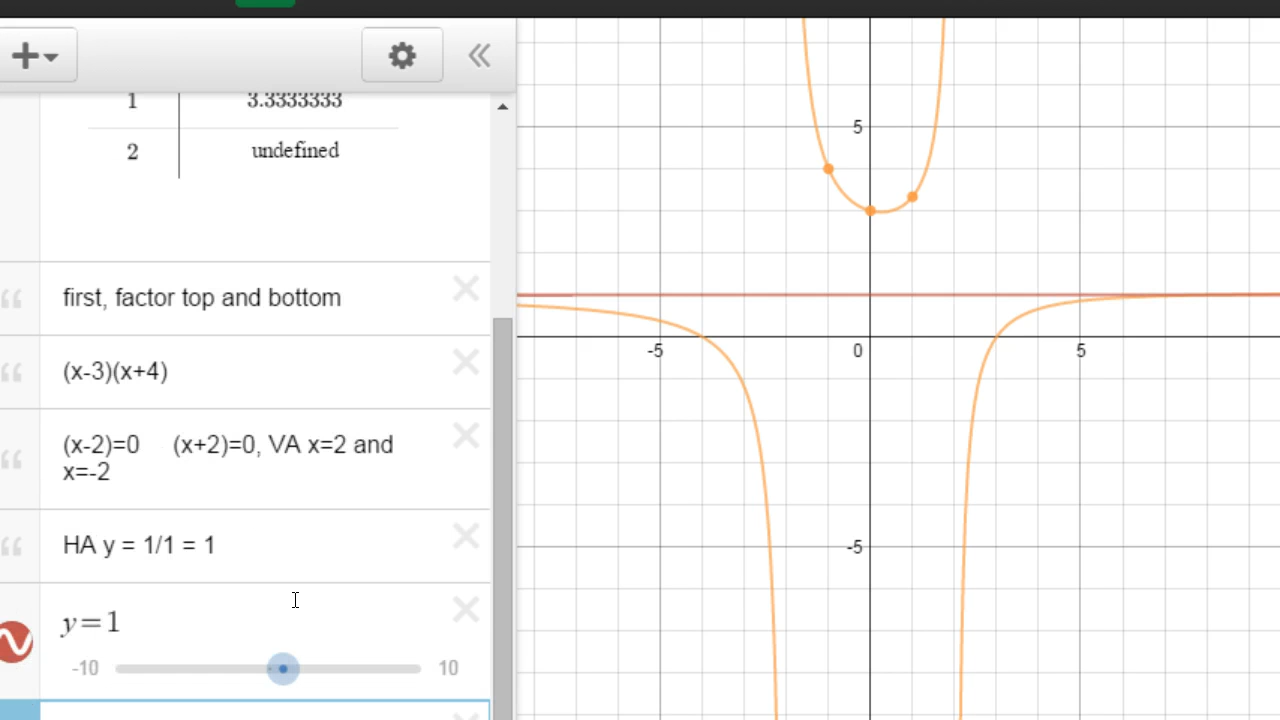 1 3.3333333
2 undefined
first, factor top and bottom
(x-3)(x+4)
(x-2)=0 (x+2)=0, VA x=2 and
x=-2
HA y = 1/1 = 1
y=1
-10 10
5
-5 0 5
-5